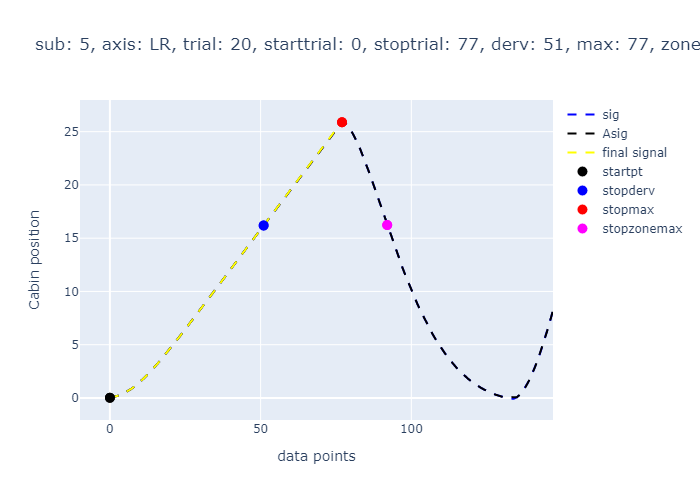 sub: 5, axis: LR, trial: 20, starttrial: 0, stoptrial: 77, derv: 51, max: 77, zone
25
20
15
10
5
0
0
50
100
Cabin position
data points
sig
Asig
final signal
startpt
stopderv
stopmax
stopzonemax